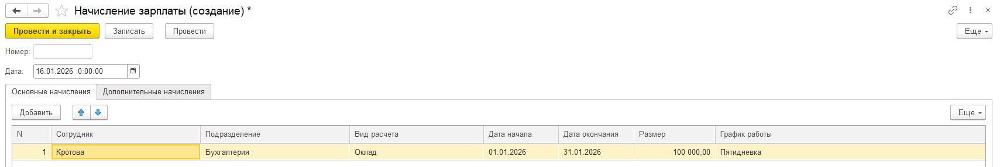 Начисление зарплаты (создание) *
Провести и закрыть Записать Провести Еще
Номер:
Дата: 16.01.2026 0:00:00
Основные начисления Дополнительные начисления
Добавить Еще
N Сотрудник Подразделение Вид расчета Дата начала Дата окончания Размер График работы
1 Кротова Бухгалтерия Оклад 01.01.2026 31.01.2026 100 000,00 Пятидневка